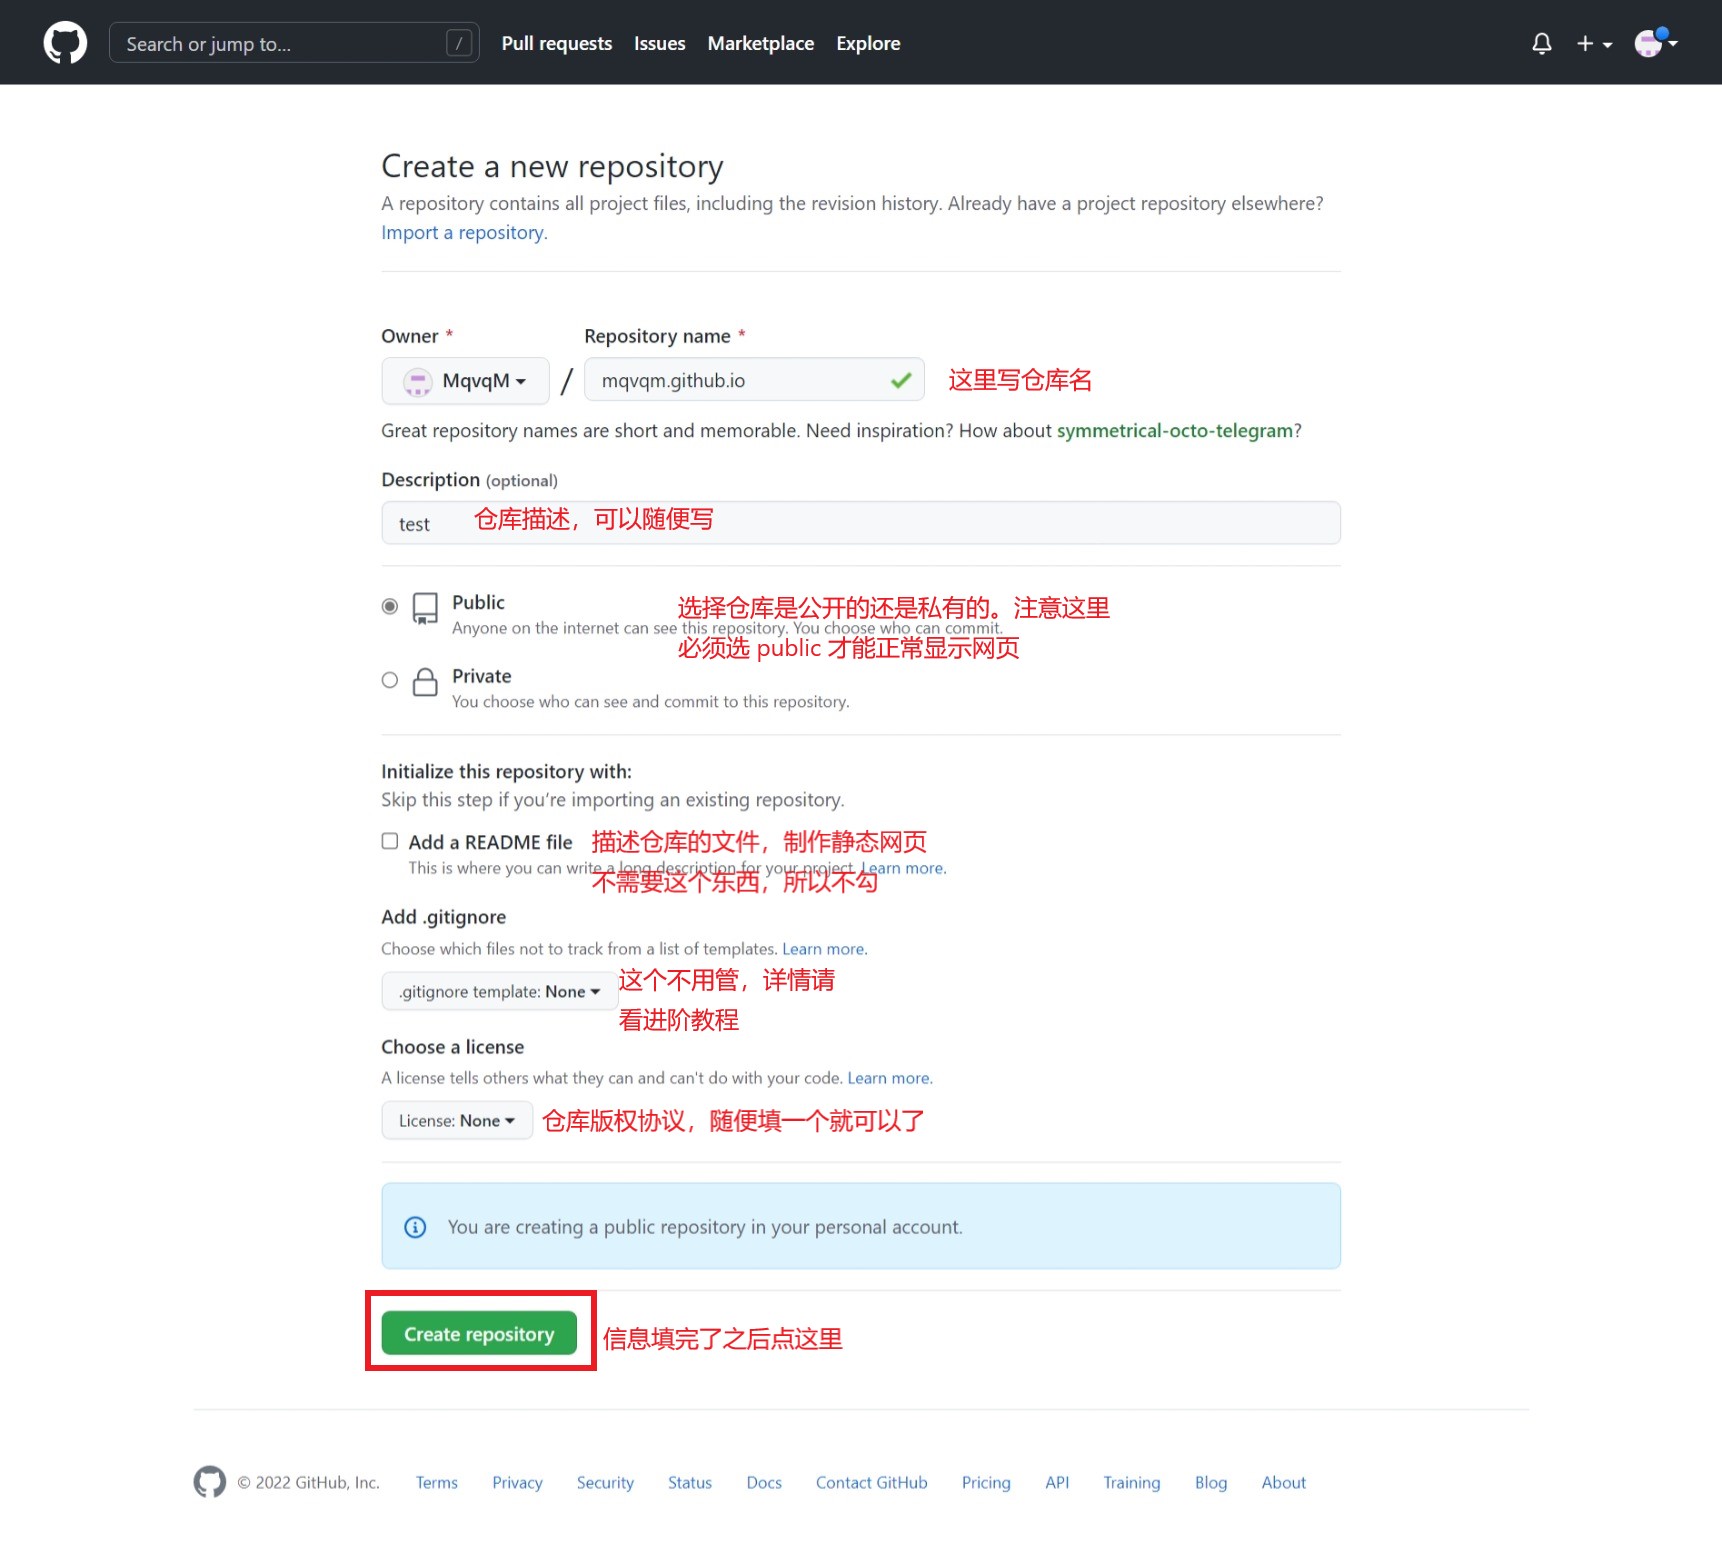 Search or jump to... /
Pull requests Issues Marketplace Explore
Create a new repository
A repository contains all project files, including the revision history. Already have a project repository elsewhere?
Import a repository.
Owner * Repository name *
MqvqM / mqvqm.github.io 这里写仓库名
Great repository names are short and memorable. Need inspiration? How about symmetrical-octo-telegram?
Description (optional)
test 仓库描述，可以随便写
Public
Anyone on the internet can see this repository. You choose who can commit.
选择仓库是公开的还是私有的。注意这里
必须选 public 才能正常显示网页
Private
You choose who can see and commit to this repository.
Initialize this repository with:
Skip this step if you're importing an existing repository.
Add a README file
This is where you can write a long description for your project. Learn more.
描述仓库的文件，制作静态网页
不需要这个东西，所以不勾
Add .gitignore
Choose which files not to track from a list of templates. Learn more.
.gitignore template: None
这个不用管，详情请
看进阶教程
Choose a license
A license tells others what they can and can't do with your code. Learn more.
License: None 仓库版权协议，随便填一个就可以了
You are creating a public repository in your personal account.
Create repository 信息填完了之后点这里
© 2022 GitHub, Inc. Terms Privacy Security Status Docs Contact GitHub Pricing API Training Blog About